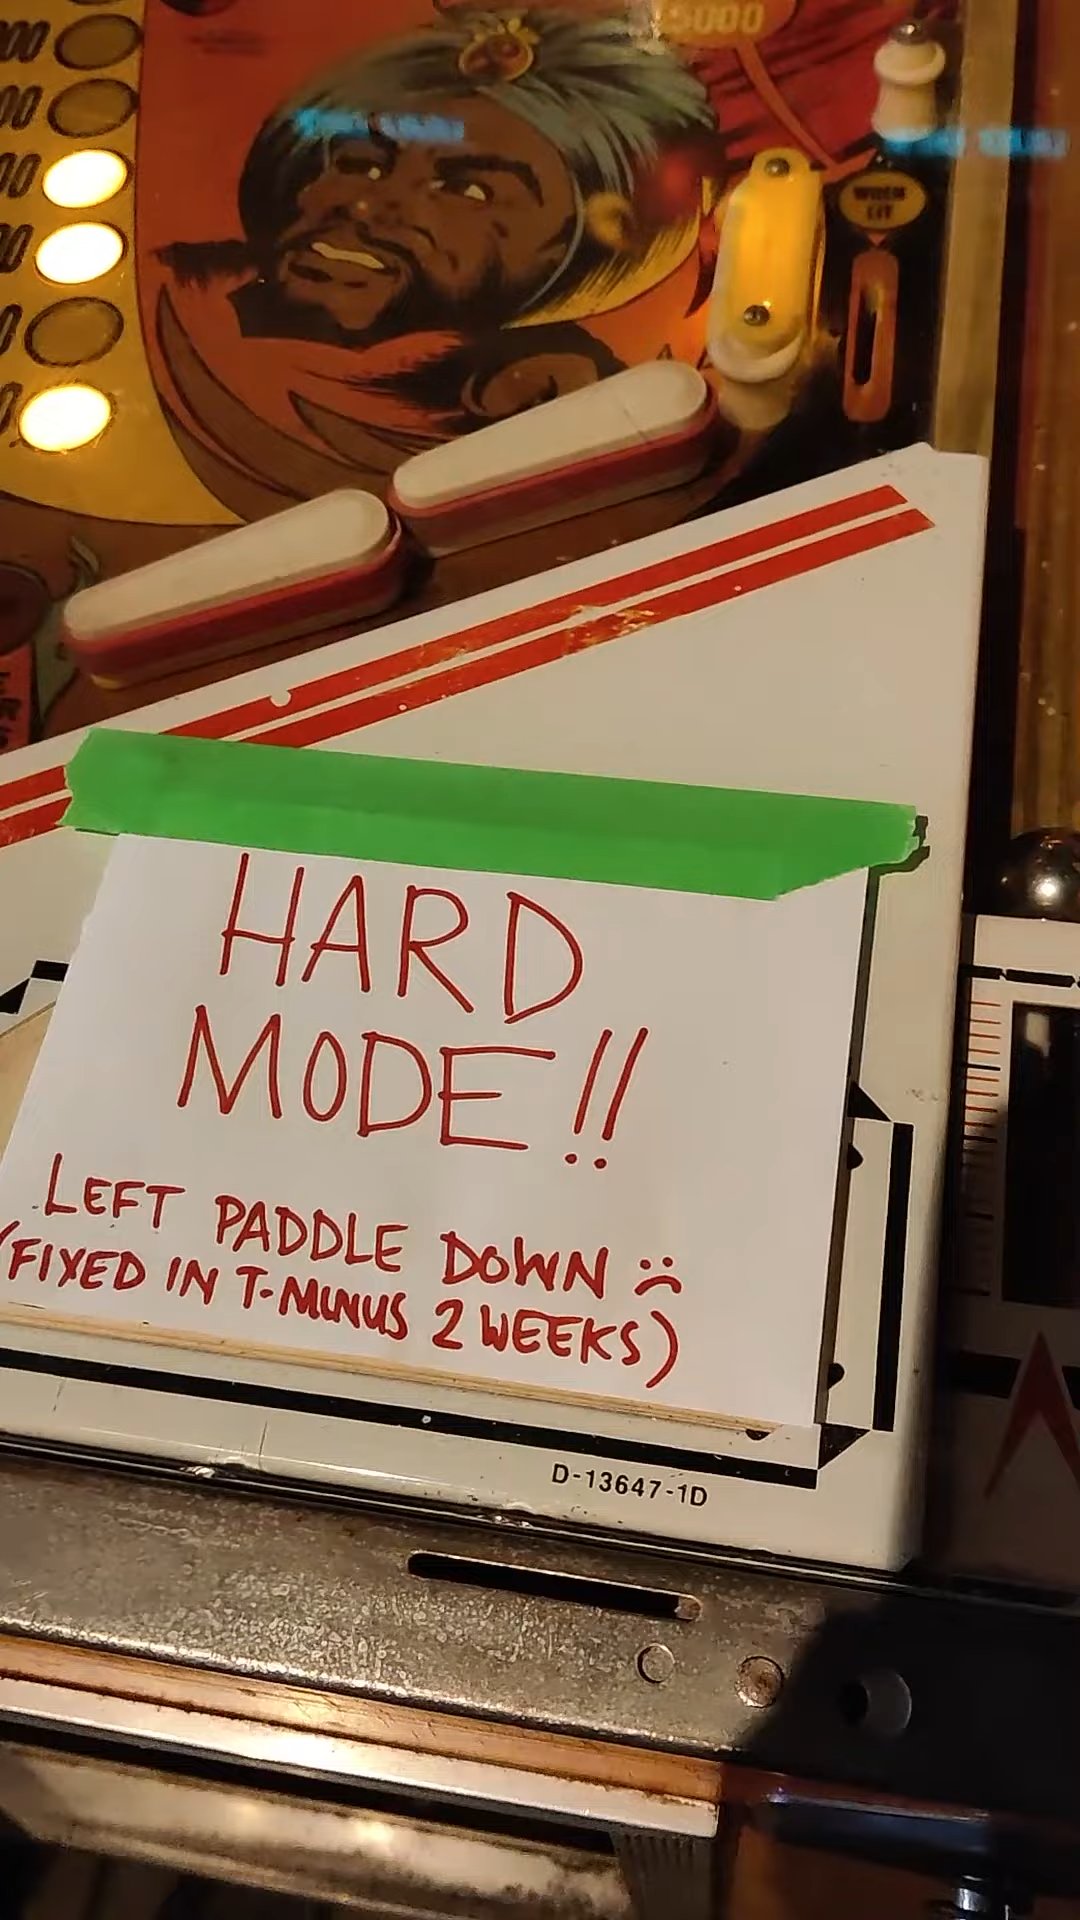 5000
WHEN
LIT
HARD
MODE!!
LEFT PADDLE DOWN :(
(FIXED IN T-MINUS 2 WEEKS)
D-13647-1D